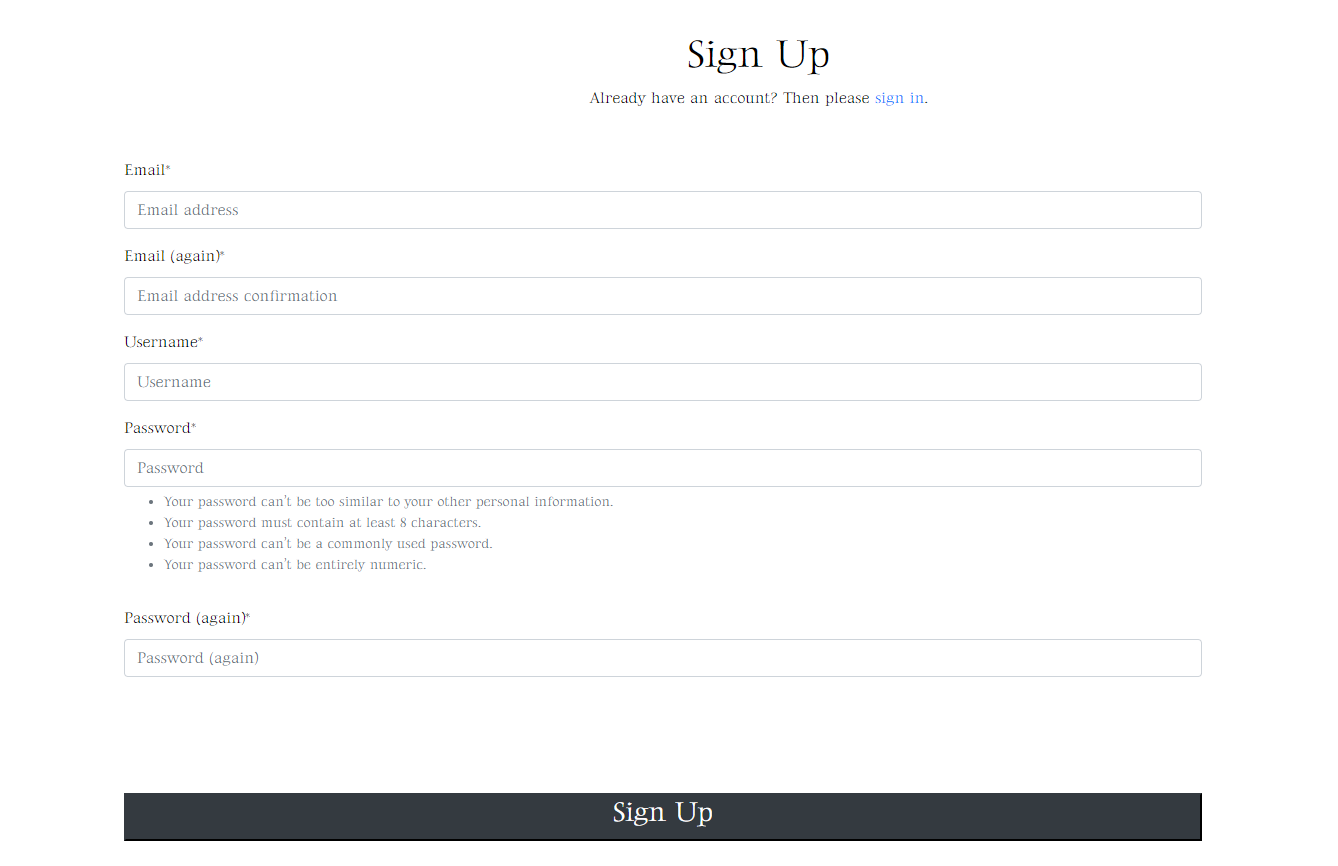 Sign Up
Already have an account? Then please sign in.
Email*
Email address
Email (again)*
Email address confirmation
Username*
Username
Password*
Password
• Your password can't be too similar to your other personal information.
• Your password must contain at least 8 characters.
• Your password can't be a commonly used password.
• Your password can't be entirely numeric.
Password (again)*
Password (again)
Sign Up